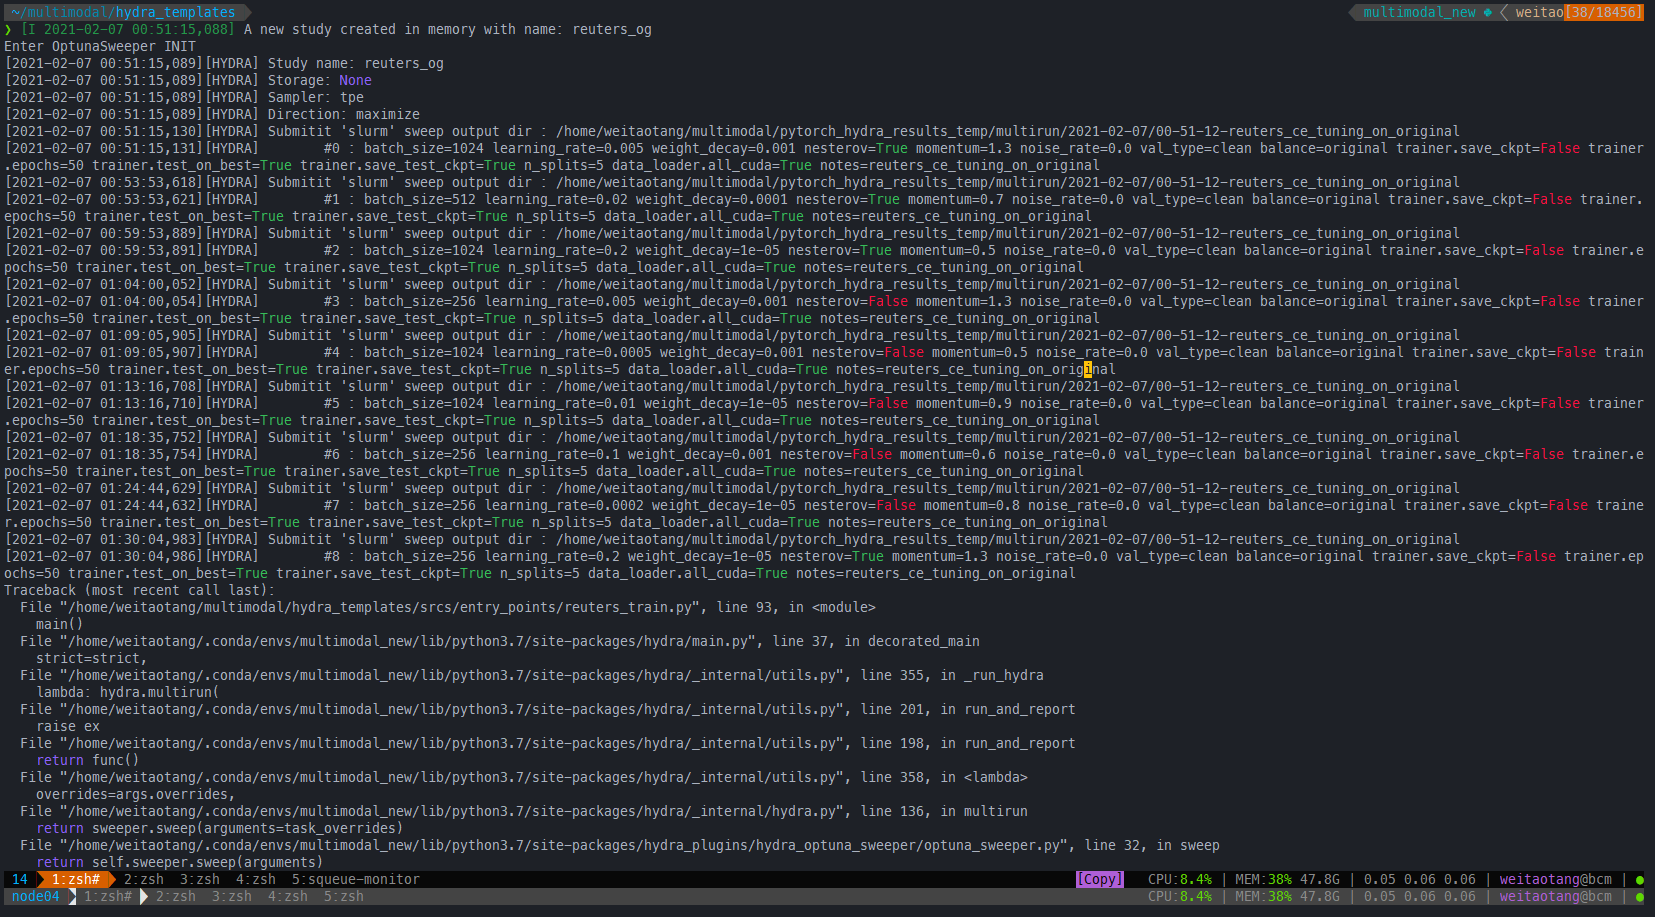 ~/multimodal/hydra_templates multimodal_new weitao[38/18456]
❯ [I 2021-02-07 00:51:15,088] A new study created in memory with name: reuters_og
Enter OptunaSweeper INIT
[2021-02-07 00:51:15,089][HYDRA] Study name: reuters_og
[2021-02-07 00:51:15,089][HYDRA] Storage: None
[2021-02-07 00:51:15,089][HYDRA] Sampler: tpe
[2021-02-07 00:51:15,089][HYDRA] Direction: maximize
[2021-02-07 00:51:15,130][HYDRA] Submitit 'slurm' sweep output dir : /home/weitaotang/multimodal/pytorch_hydra_results_temp/multirun/2021-02-07/00-51-12-reuters_ce_tuning_on_original
[2021-02-07 00:51:15,131][HYDRA]        #0 : batch_size=1024 learning_rate=0.005 weight_decay=0.001 nesterov=True momentum=1.3 noise_rate=0.0 val_type=clean balance=original trainer.save_ckpt=False trainer
.epochs=50 trainer.test_on_best=True trainer.save_test_ckpt=True n_splits=5 data_loader.all_cuda=True notes=reuters_ce_tuning_on_original
[2021-02-07 00:53:53,618][HYDRA] Submitit 'slurm' sweep output dir : /home/weitaotang/multimodal/pytorch_hydra_results_temp/multirun/2021-02-07/00-51-12-reuters_ce_tuning_on_original
[2021-02-07 00:53:53,621][HYDRA]        #1 : batch_size=512 learning_rate=0.02 weight_decay=0.0001 nesterov=True momentum=0.7 noise_rate=0.0 val_type=clean balance=original trainer.save_ckpt=False trainer.
epochs=50 trainer.test_on_best=True trainer.save_test_ckpt=True n_splits=5 data_loader.all_cuda=True notes=reuters_ce_tuning_on_original
[2021-02-07 00:59:53,889][HYDRA] Submitit 'slurm' sweep output dir : /home/weitaotang/multimodal/pytorch_hydra_results_temp/multirun/2021-02-07/00-51-12-reuters_ce_tuning_on_original
[2021-02-07 00:59:53,891][HYDRA]        #2 : batch_size=1024 learning_rate=0.2 weight_decay=1e-05 nesterov=True momentum=0.5 noise_rate=0.0 val_type=clean balance=original trainer.save_ckpt=False trainer.e
pochs=50 trainer.test_on_best=True trainer.save_test_ckpt=True n_splits=5 data_loader.all_cuda=True notes=reuters_ce_tuning_on_original
[2021-02-07 01:04:00,052][HYDRA] Submitit 'slurm' sweep output dir : /home/weitaotang/multimodal/pytorch_hydra_results_temp/multirun/2021-02-07/00-51-12-reuters_ce_tuning_on_original
[2021-02-07 01:04:00,054][HYDRA]        #3 : batch_size=256 learning_rate=0.005 weight_decay=0.001 nesterov=False momentum=1.3 noise_rate=0.0 val_type=clean balance=original trainer.save_ckpt=False trainer
.epochs=50 trainer.test_on_best=True trainer.save_test_ckpt=True n_splits=5 data_loader.all_cuda=True notes=reuters_ce_tuning_on_original
[2021-02-07 01:09:05,905][HYDRA] Submitit 'slurm' sweep output dir : /home/weitaotang/multimodal/pytorch_hydra_results_temp/multirun/2021-02-07/00-51-12-reuters_ce_tuning_on_original
[2021-02-07 01:09:05,907][HYDRA]        #4 : batch_size=1024 learning_rate=0.0005 weight_decay=0.001 nesterov=False momentum=0.5 noise_rate=0.0 val_type=clean balance=original trainer.save_ckpt=False train
er.epochs=50 trainer.test_on_best=True trainer.save_test_ckpt=True n_splits=5 data_loader.all_cuda=True notes=reuters_ce_tuning_on_original
[2021-02-07 01:13:16,708][HYDRA] Submitit 'slurm' sweep output dir : /home/weitaotang/multimodal/pytorch_hydra_results_temp/multirun/2021-02-07/00-51-12-reuters_ce_tuning_on_original
[2021-02-07 01:13:16,710][HYDRA]        #5 : batch_size=1024 learning_rate=0.01 weight_decay=1e-05 nesterov=False momentum=0.9 noise_rate=0.0 val_type=clean balance=original trainer.save_ckpt=False trainer
.epochs=50 trainer.test_on_best=True trainer.save_test_ckpt=True n_splits=5 data_loader.all_cuda=True notes=reuters_ce_tuning_on_original
[2021-02-07 01:18:35,752][HYDRA] Submitit 'slurm' sweep output dir : /home/weitaotang/multimodal/pytorch_hydra_results_temp/multirun/2021-02-07/00-51-12-reuters_ce_tuning_on_original
[2021-02-07 01:18:35,754][HYDRA]        #6 : batch_size=256 learning_rate=0.1 weight_decay=0.001 nesterov=False momentum=0.6 noise_rate=0.0 val_type=clean balance=original trainer.save_ckpt=False trainer.e
pochs=50 trainer.test_on_best=True trainer.save_test_ckpt=True n_splits=5 data_loader.all_cuda=True notes=reuters_ce_tuning_on_original
[2021-02-07 01:24:44,629][HYDRA] Submitit 'slurm' sweep output dir : /home/weitaotang/multimodal/pytorch_hydra_results_temp/multirun/2021-02-07/00-51-12-reuters_ce_tuning_on_original
[2021-02-07 01:24:44,632][HYDRA]        #7 : batch_size=256 learning_rate=0.0002 weight_decay=1e-05 nesterov=False momentum=0.8 noise_rate=0.0 val_type=clean balance=original trainer.save_ckpt=False traine
r.epochs=50 trainer.test_on_best=True trainer.save_test_ckpt=True n_splits=5 data_loader.all_cuda=True notes=reuters_ce_tuning_on_original
[2021-02-07 01:30:04,983][HYDRA] Submitit 'slurm' sweep output dir : /home/weitaotang/multimodal/pytorch_hydra_results_temp/multirun/2021-02-07/00-51-12-reuters_ce_tuning_on_original
[2021-02-07 01:30:04,986][HYDRA]        #8 : batch_size=256 learning_rate=0.2 weight_decay=1e-05 nesterov=True momentum=1.3 noise_rate=0.0 val_type=clean balance=original trainer.save_ckpt=False trainer.ep
ochs=50 trainer.test_on_best=True trainer.save_test_ckpt=True n_splits=5 data_loader.all_cuda=True notes=reuters_ce_tuning_on_original
Traceback (most recent call last):
  File "/home/weitaotang/multimodal/hydra_templates/srcs/entry_points/reuters_train.py", line 93, in <module>
    main()
  File "/home/weitaotang/.conda/envs/multimodal_new/lib/python3.7/site-packages/hydra/main.py", line 37, in decorated_main
    strict=strict,
  File "/home/weitaotang/.conda/envs/multimodal_new/lib/python3.7/site-packages/hydra/_internal/utils.py", line 355, in _run_hydra
    lambda: hydra.multirun(
  File "/home/weitaotang/.conda/envs/multimodal_new/lib/python3.7/site-packages/hydra/_internal/utils.py", line 201, in run_and_report
    raise ex
  File "/home/weitaotang/.conda/envs/multimodal_new/lib/python3.7/site-packages/hydra/_internal/utils.py", line 198, in run_and_report
    return func()
  File "/home/weitaotang/.conda/envs/multimodal_new/lib/python3.7/site-packages/hydra/_internal/utils.py", line 358, in <lambda>
    overrides=args.overrides,
  File "/home/weitaotang/.conda/envs/multimodal_new/lib/python3.7/site-packages/hydra/_internal/hydra.py", line 136, in multirun
    return sweeper.sweep(arguments=task_overrides)
  File "/home/weitaotang/.conda/envs/multimodal_new/lib/python3.7/site-packages/hydra_plugins/hydra_optuna_sweeper/optuna_sweeper.py", line 32, in sweep
    return self.sweeper.sweep(arguments)
14 1:zsh# 2:zsh 3:zsh 4:zsh 5:squeue-monitor [Copy] CPU:8.4% | MEM:38% 47.8G | 0.05 0.06 0.06 | weitaotang@bcm | ●
node04 1:zsh# 2:zsh 3:zsh 4:zsh 5:zsh CPU:8.4% | MEM:38% 47.8G | 0.05 0.06 0.06 | weitaotang@bcm | ●